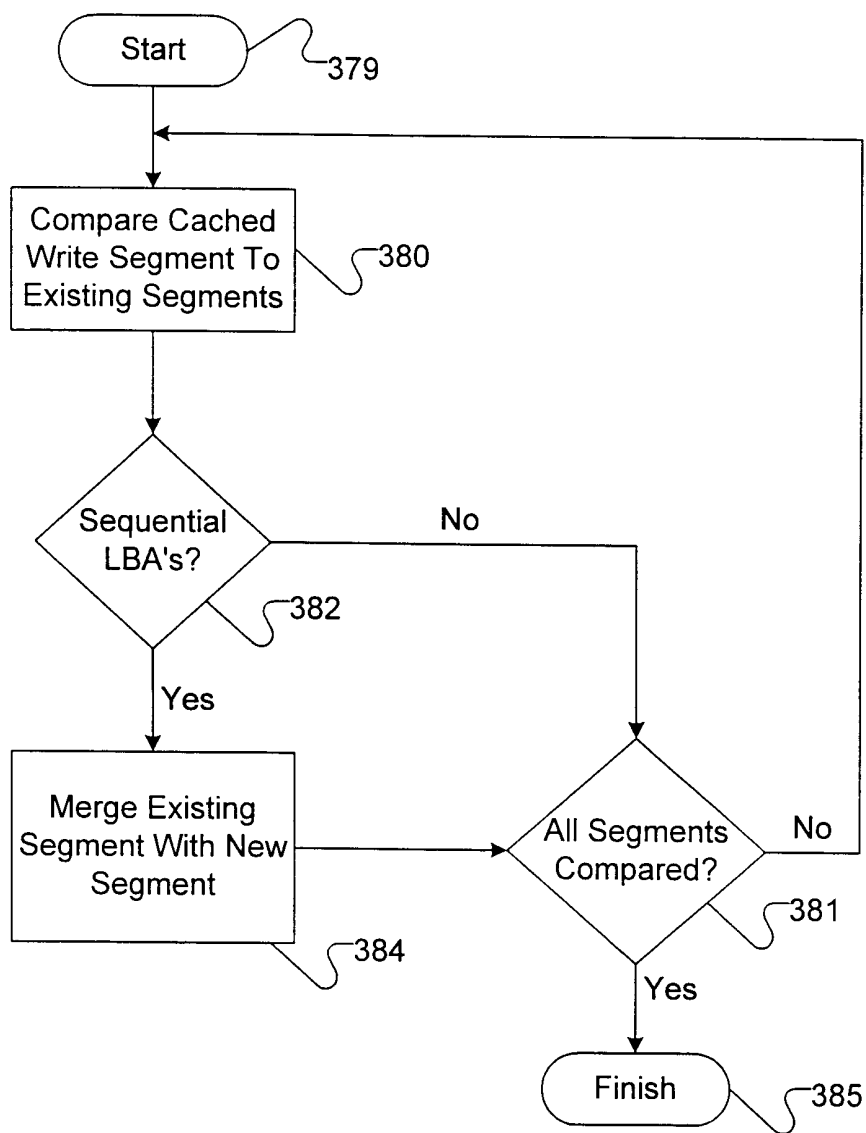 Start
379
Compare Cached
Write Segment To
Existing Segments
380
Sequential
LBA's?
No
382
Yes
Merge Existing
Segment With New
Segment
All Segments
Compared?
No
381
384
Yes
Finish
385